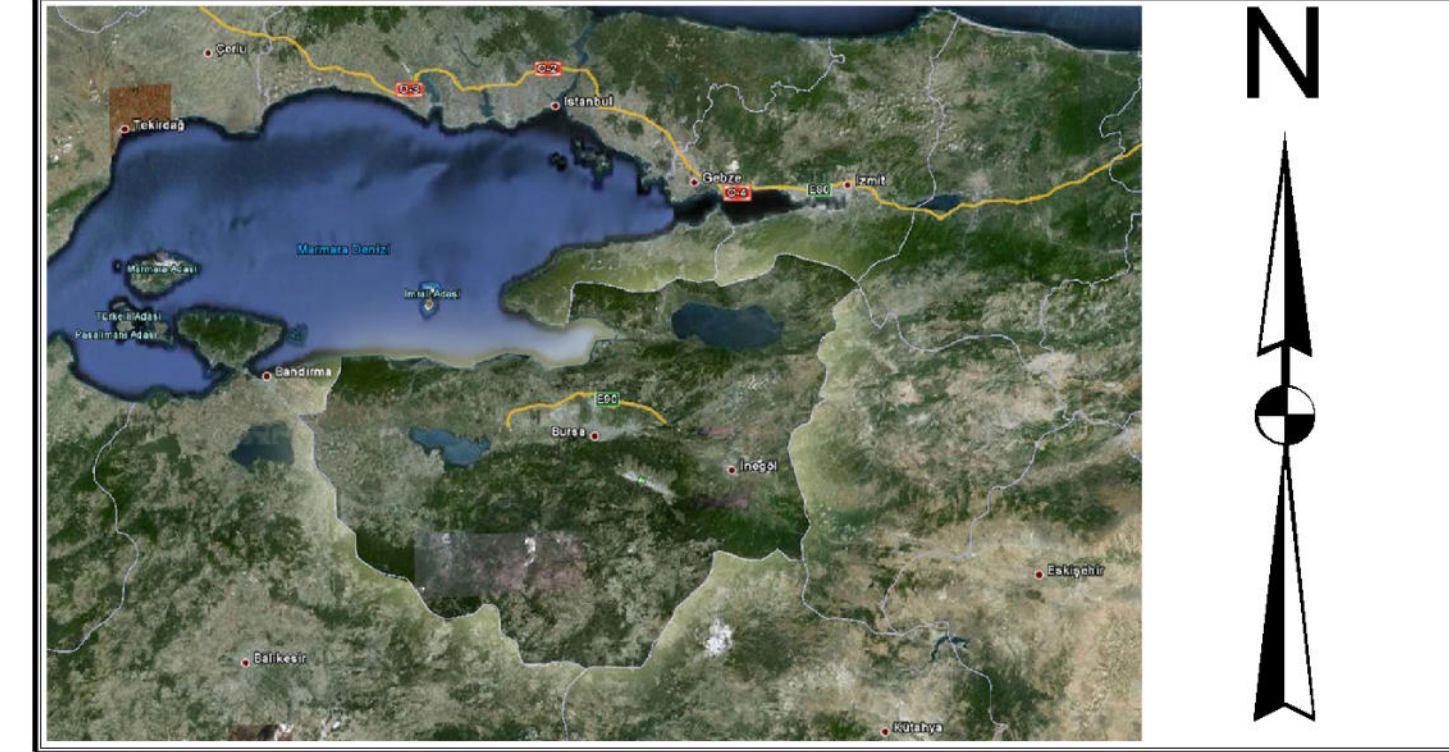 N
Çorlu
O-2
O-3
İstanbul
Tekirdağ
Gebze
İzmit
E80
O-4
Marmara Denizi
Marmara Adası
İmralı Adası
Türkeli Adası
Paşalimanı Adası
Bandırma
E90
Bursa
İnegöl
Eskişehir
Balıkesir
Kütahya